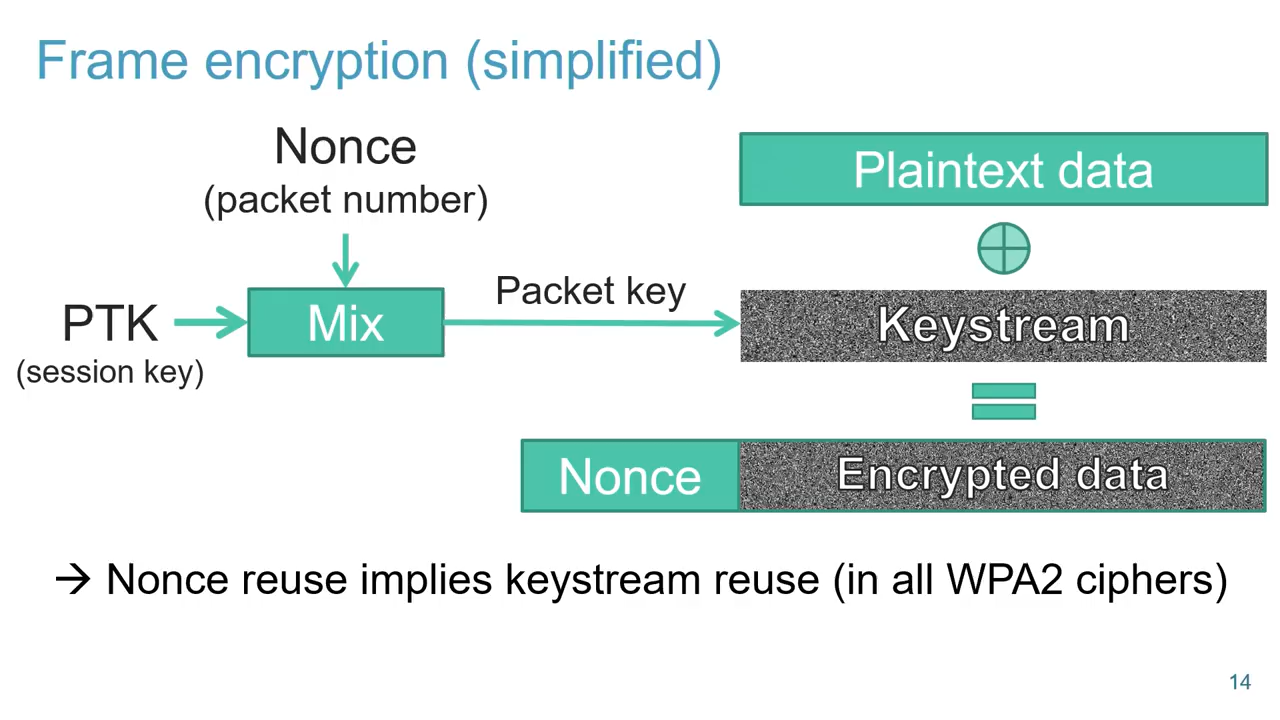 Frame encryption (simplified)
Nonce
(packet number)
Plaintext data
PTK
(session key)
Mix
Packet key
Keystream
Nonce
Encrypted data
→ Nonce reuse implies keystream reuse (in all WPA2 ciphers)
14